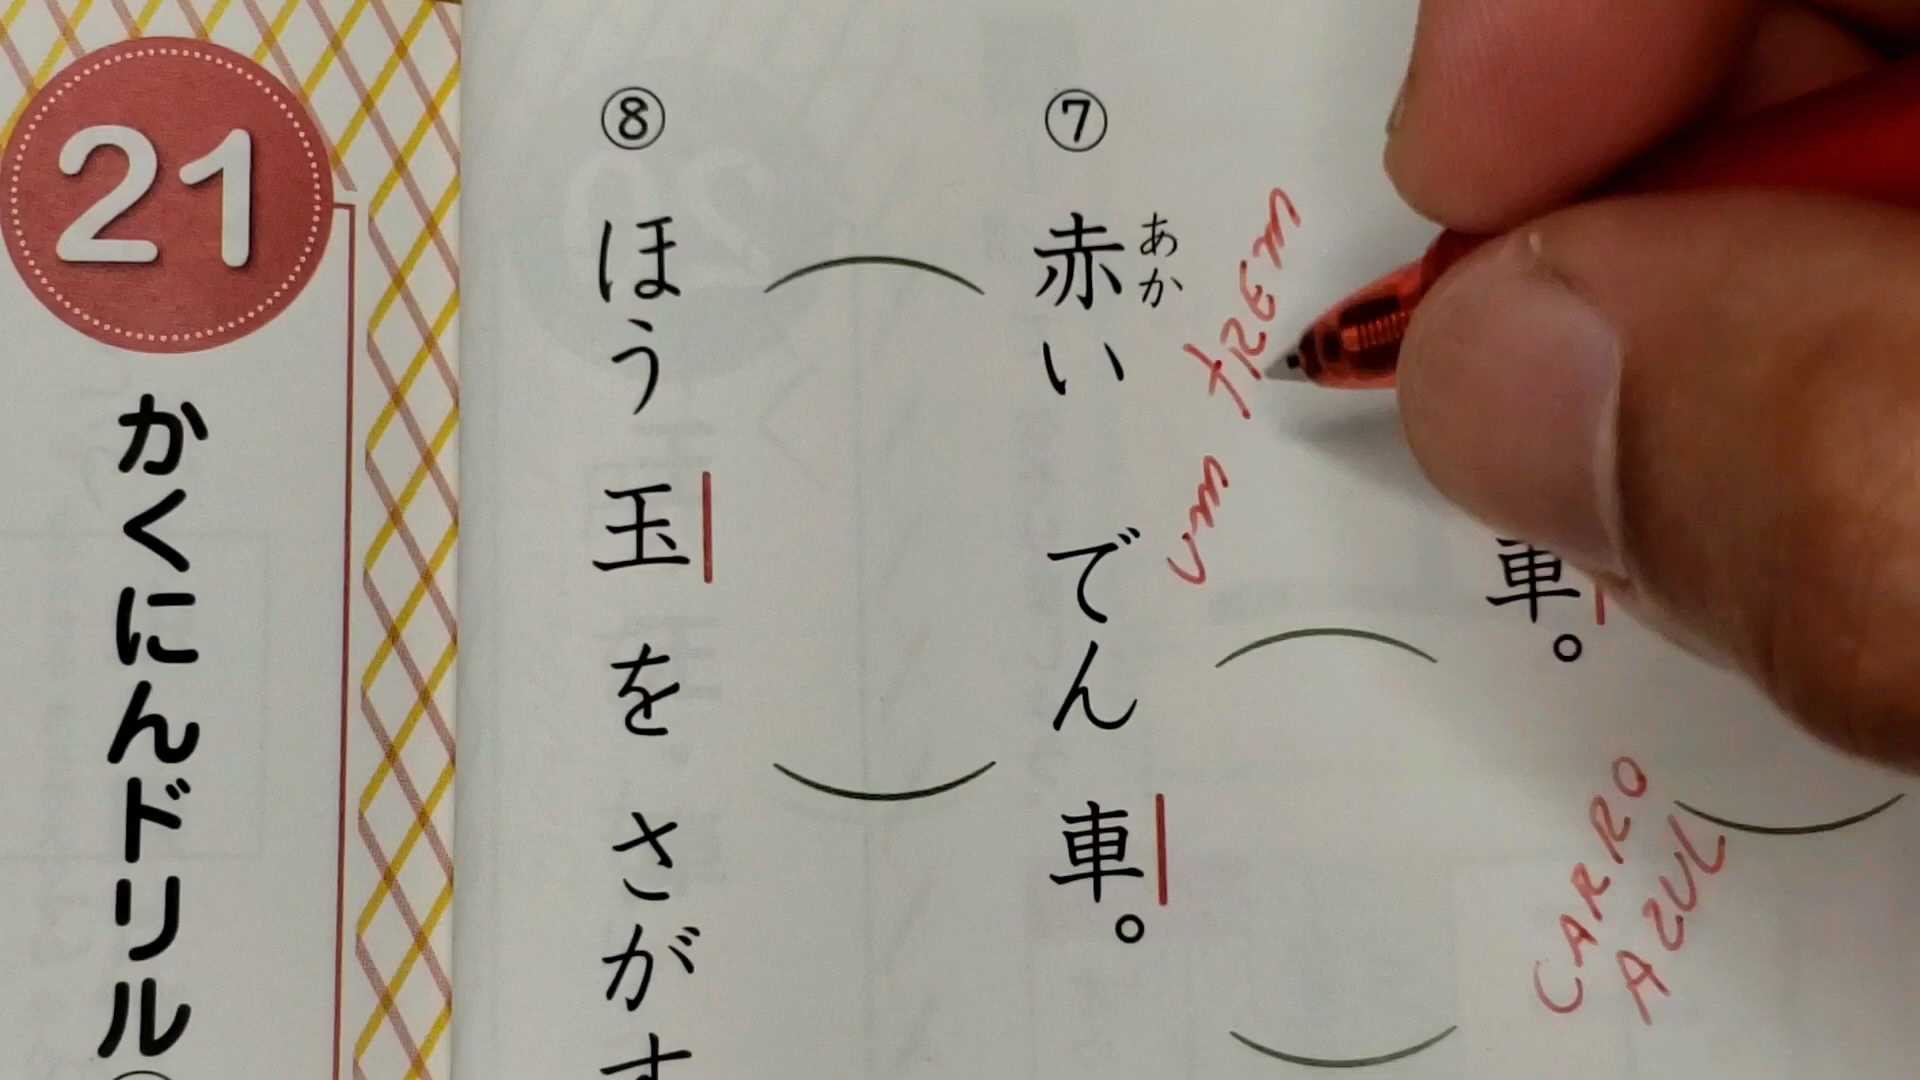 車。
CARRO
AZUL
um TREm
あか
⑦ 赤い でん車。
⑧ ほう玉を さがす
21
かくにんドリル